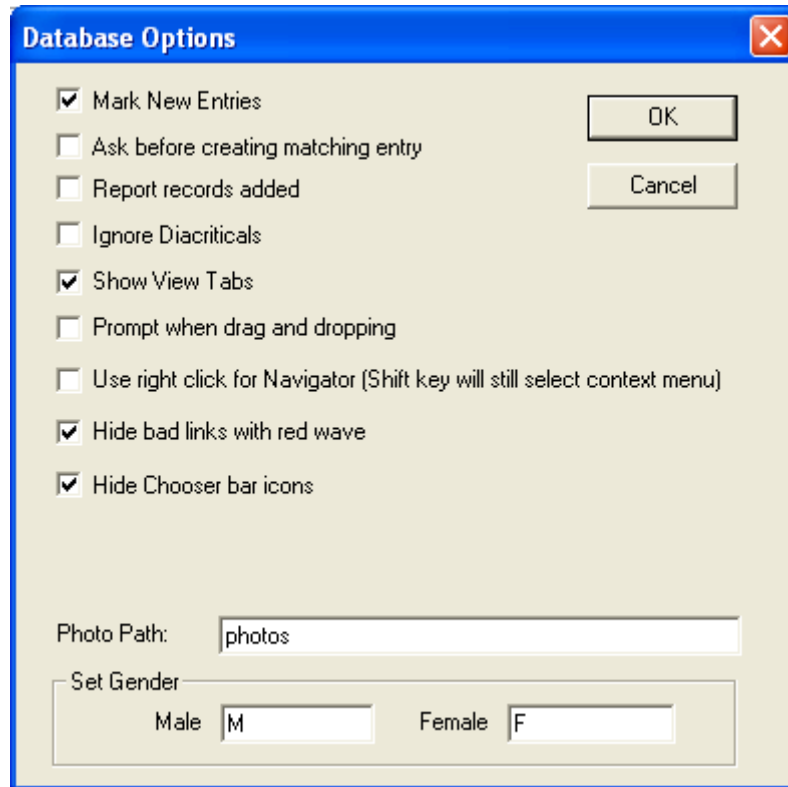 Database Options
Mark New Entries
OK
Ask before creating matching entry
Report records added
Cancel
Ignore Diacriticals
Show View Tabs
Prompt when drag and dropping
Use right click for Navigator (Shift key will still select context menu)
Hide bad links with red wave
Hide Chooser bar icons
Photo Path: photos
Set Gender
Male M Female F